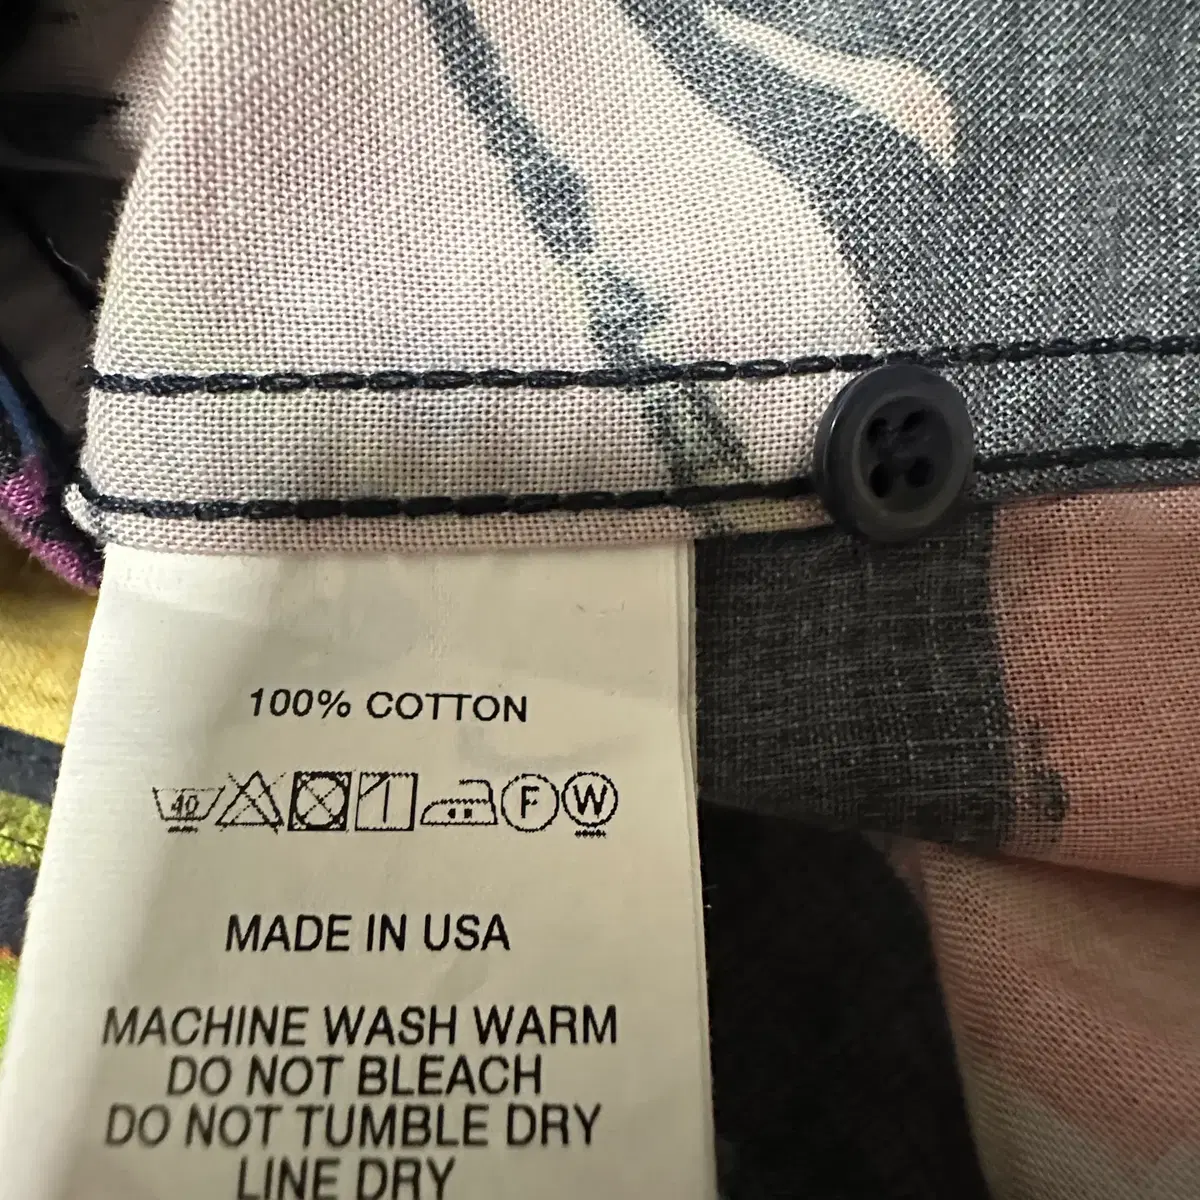 100% COTTON
40 F W
MADE IN USA
MACHINE WASH WARM
DO NOT BLEACH
DO NOT TUMBLE DRY
LINE DRY